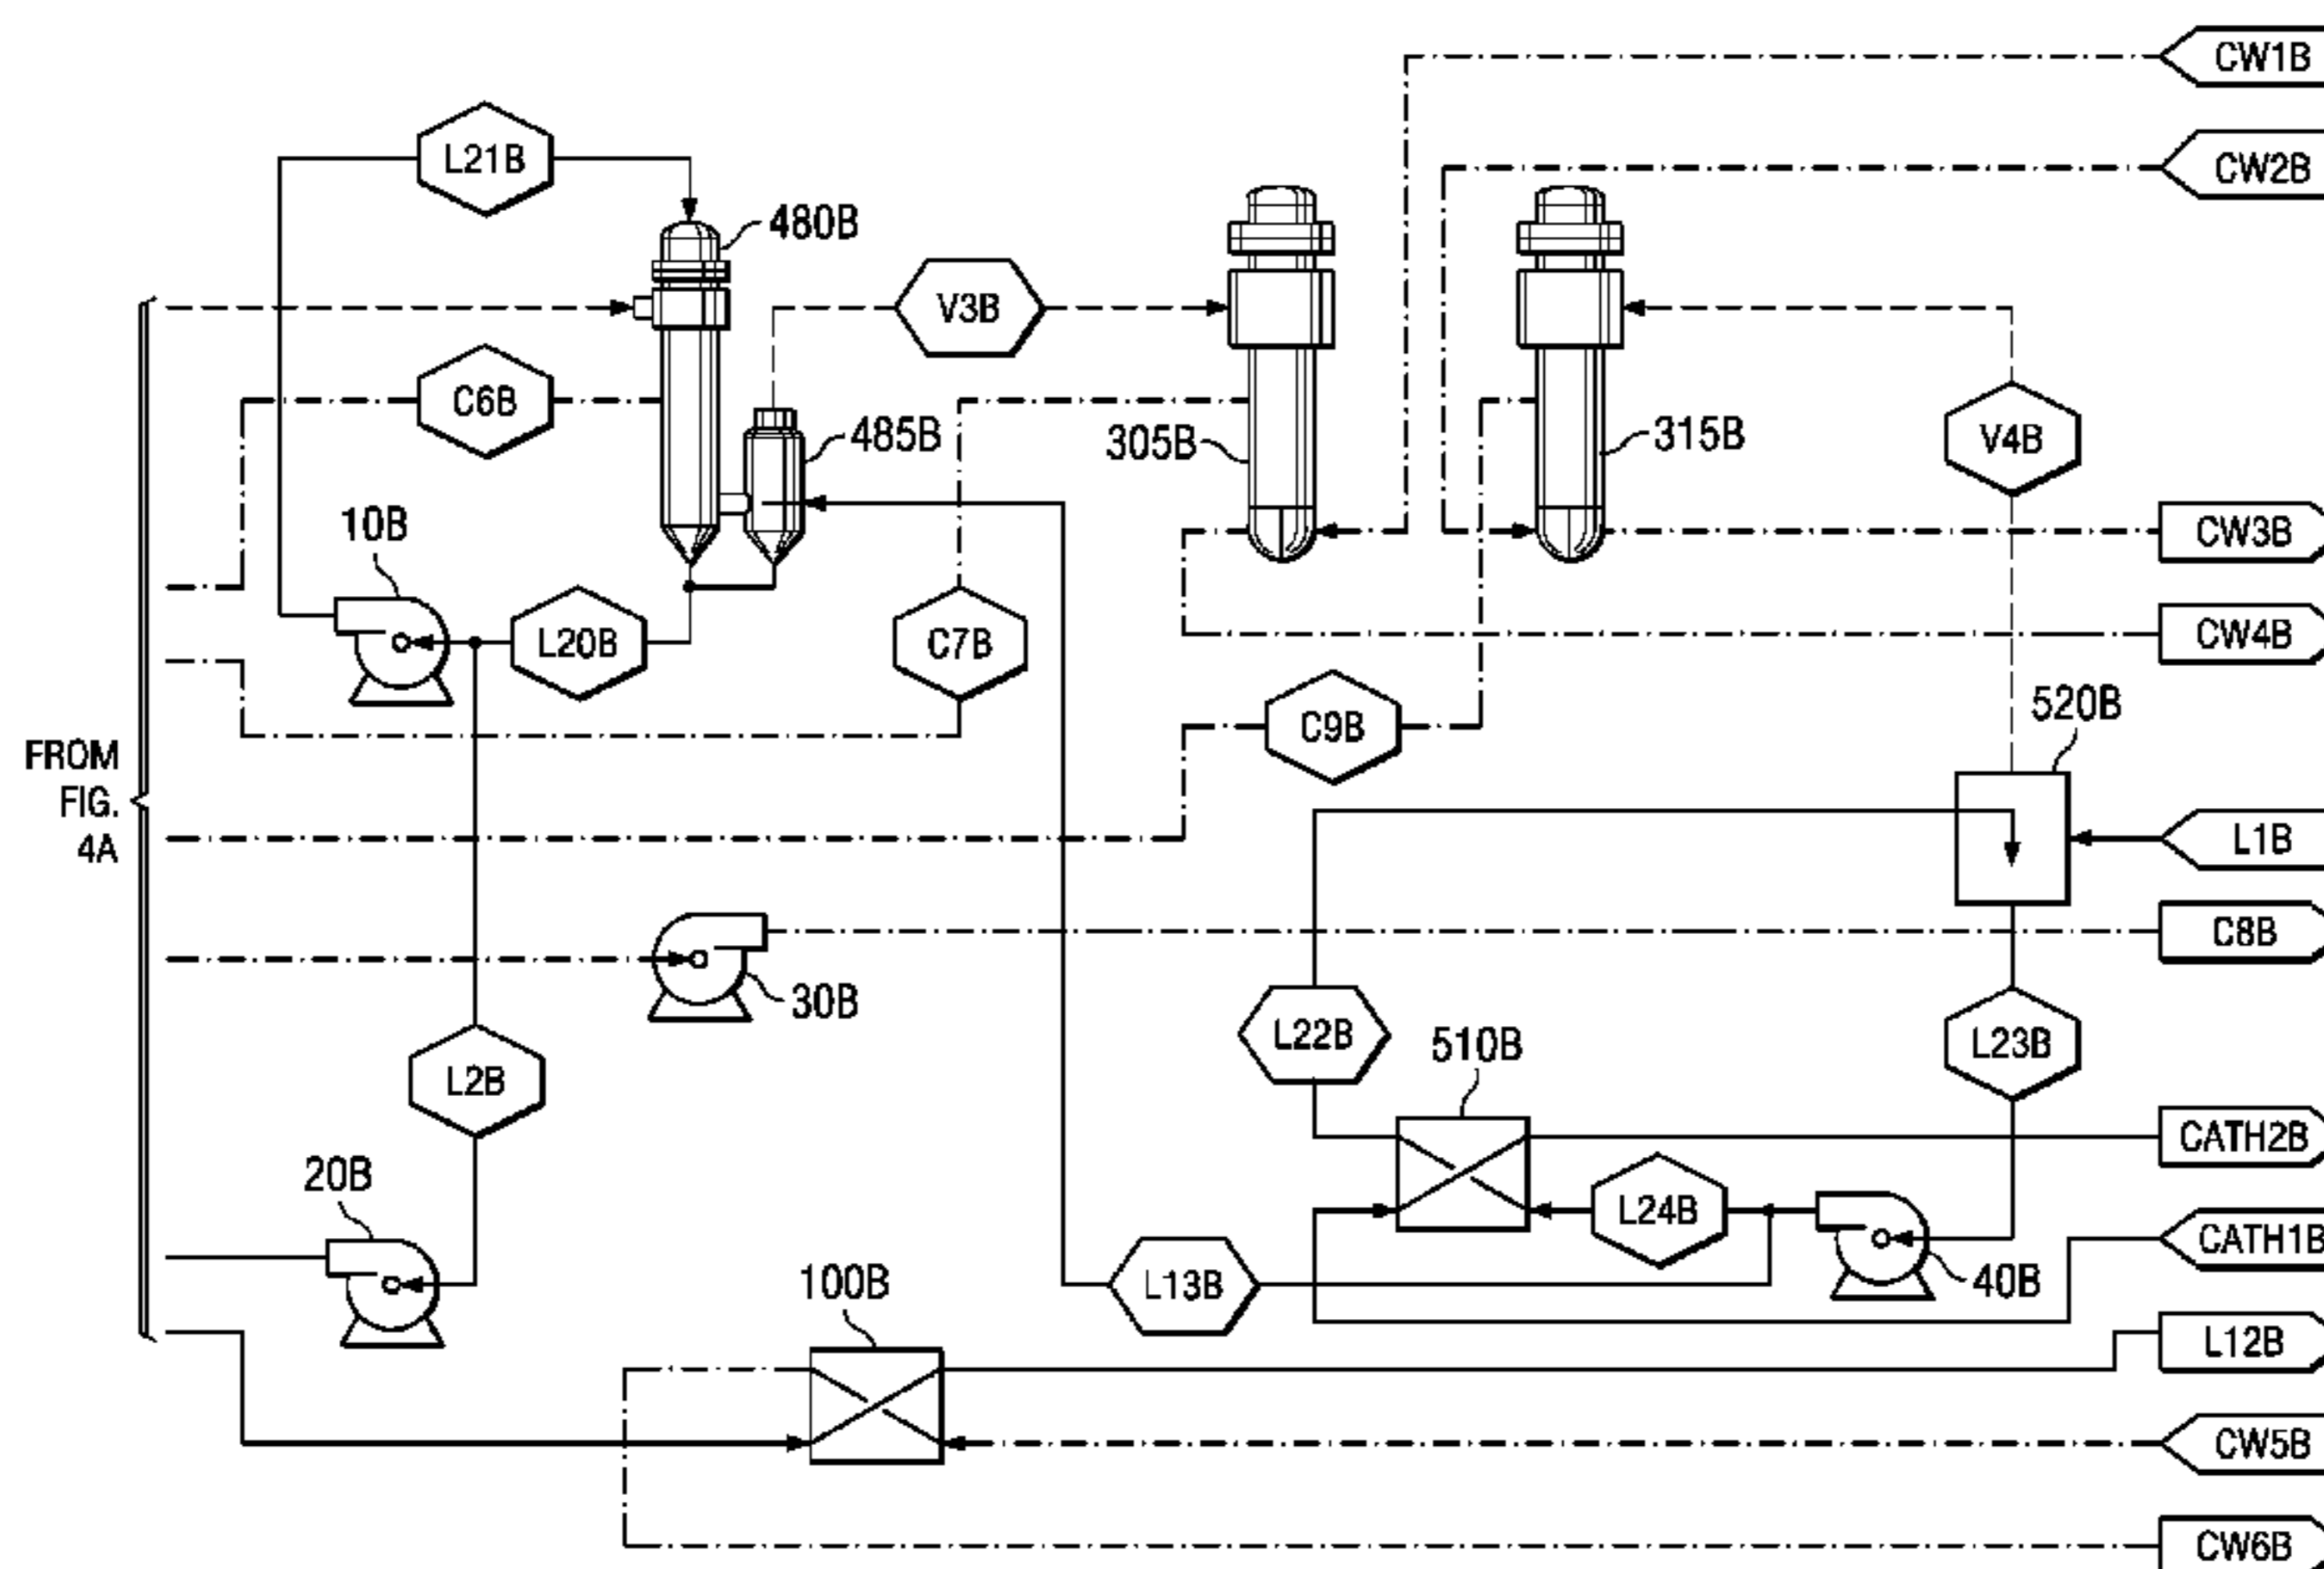 CW1B
L21B
CW2B
480B
V3B
C6B
485B
305B
315B
V4B
10B
CW3B
L20B
C7B
CW4B
520B
C9B
FROM
FIG.
4A
L1B
C8B
30B
L22B
510B
L23B
L2B
CATH2B
20B
L24B
CATH1B
100B
L13B
40B
L12B
CW5B
CW6B